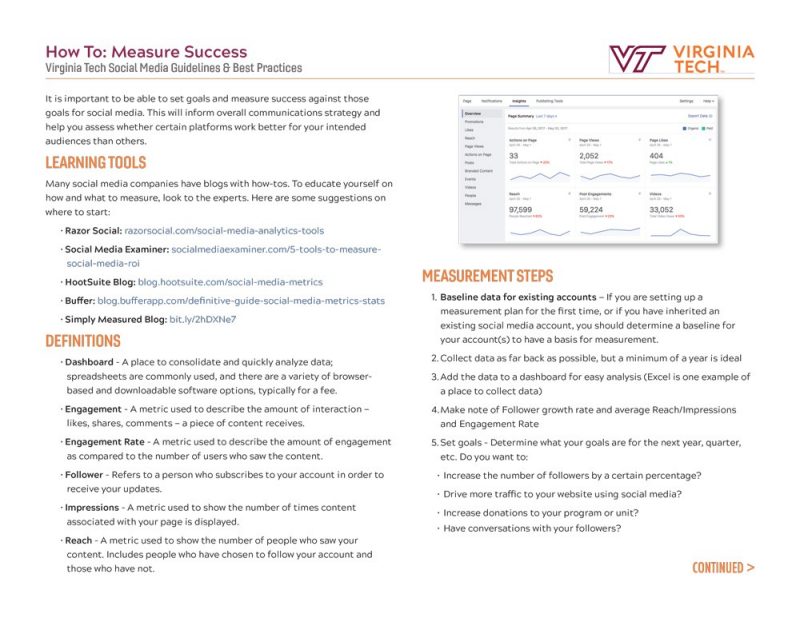 How To: Measure Success
Virginia Tech Social Media Guidelines & Best Practices
VT VIRGINIA
TECH
It is important to be able to set goals and measure success against those
goals for social media. This will inform overall communications strategy and
help you assess whether certain platforms work better for your intended
audiences than others.
LEARNING TOOLS
Many social media companies have blogs with how-tos. To educate yourself on
how and what to measure, look to the experts. Here are some suggestions on
where to start:
· Razor Social: razorsocial.com/social-media-analytics-tools
· Social Media Examiner: socialmediaexaminer.com/5-tools-to-measure-
social-media-roi
· HootSuite Blog: blog.hootsuite.com/social-media-metrics
· Buffer: blog.bufferapp.com/definitive-guide-social-media-metrics-stats
· Simply Measured Blog: bit.ly/2hDXNe7
DEFINITIONS
· Dashboard - A place to consolidate and quickly analyze data;
spreadsheets are commonly used, and there are a variety of browser-
based and downloadable software options, typically for a fee.
· Engagement - A metric used to describe the amount of interaction –
likes, shares, comments – a piece of content receives.
· Engagement Rate - A metric used to describe the amount of engagement
as compared to the number of users who saw the content.
· Follower - Refers to a person who subscribes to your account in order to
receive your updates.
· Impressions - A metric used to show the number of times content
associated with your page is displayed.
· Reach - A metric used to show the number of people who saw your
content. Includes people who have chosen to follow your account and
those who have not.
Page Notifications Insights Publishing Tools Settings Help
Overview
Promotions
Likes
Reach
Page Views
Actions on Page
Posts
Branded Content
Events
Videos
People
Messages
Page Summary Last 7 days
Export Data
Organic Paid
Actions on Page Page Views Page Likes
33 2,052 404
Reach Post Engagements Videos
97,599 59,224 33,052
MEASUREMENT STEPS
1. Baseline data for existing accounts – If you are setting up a
measurement plan for the first time, or if you have inherited an
existing social media account, you should determine a baseline for
your account(s) to have a basis for measurement.
2. Collect data as far back as possible, but a minimum of a year is ideal
3. Add the data to a dashboard for easy analysis (Excel is one example of
a place to collect data)
4. Make note of Follower growth rate and average Reach/Impressions
and Engagement Rate
5. Set goals - Determine what your goals are for the next year, quarter,
etc. Do you want to:
· Increase the number of followers by a certain percentage?
· Drive more traffic to your website using social media?
· Increase donations to your program or unit?
· Have conversations with your followers?
CONTINUED >